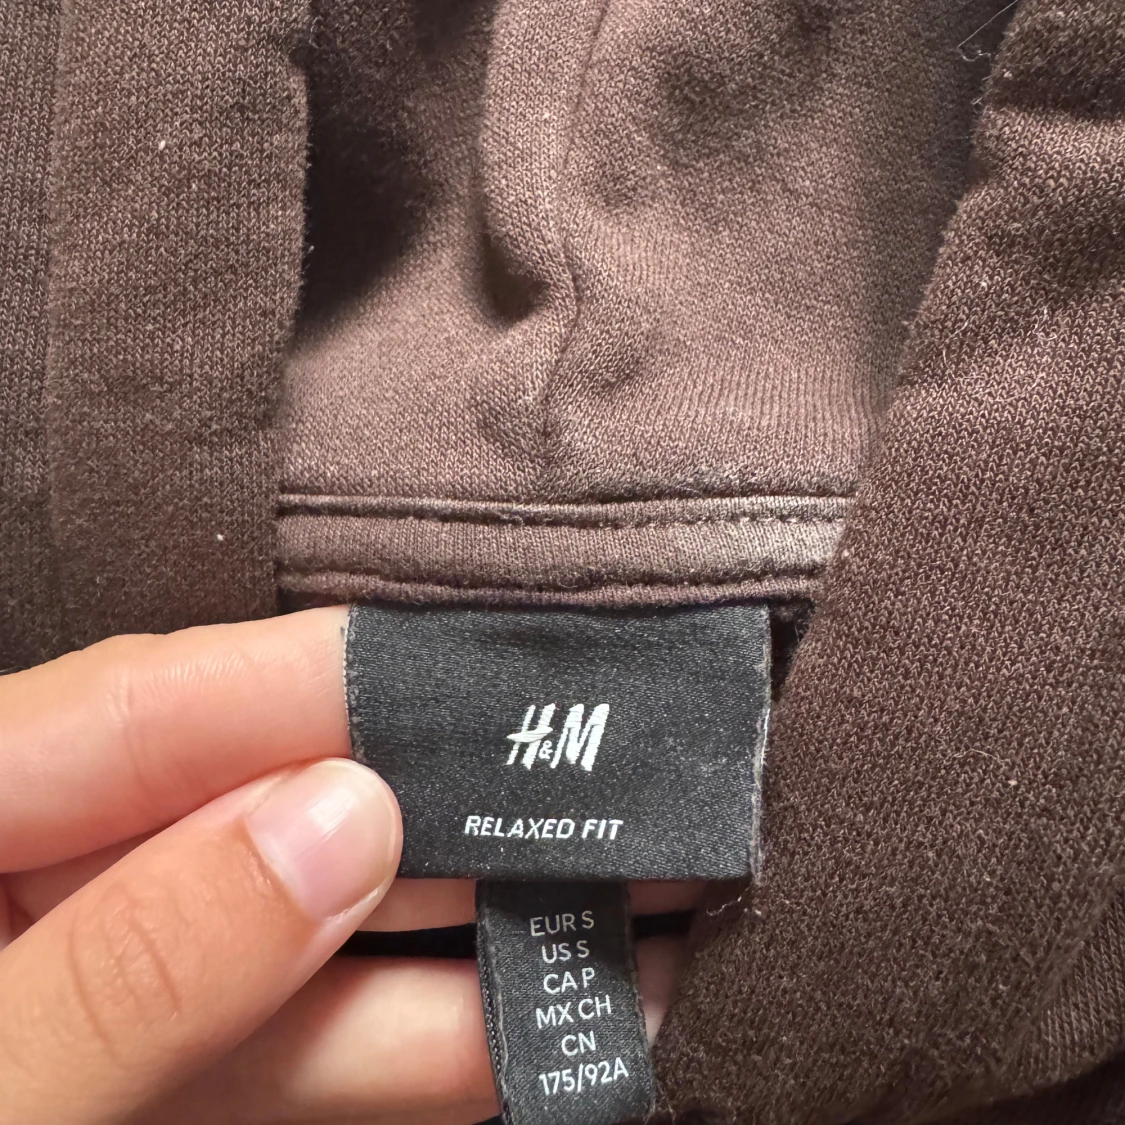 H&M
RELAXED FIT
EUR S
US S
CA P
MX CH
CN
175/92A